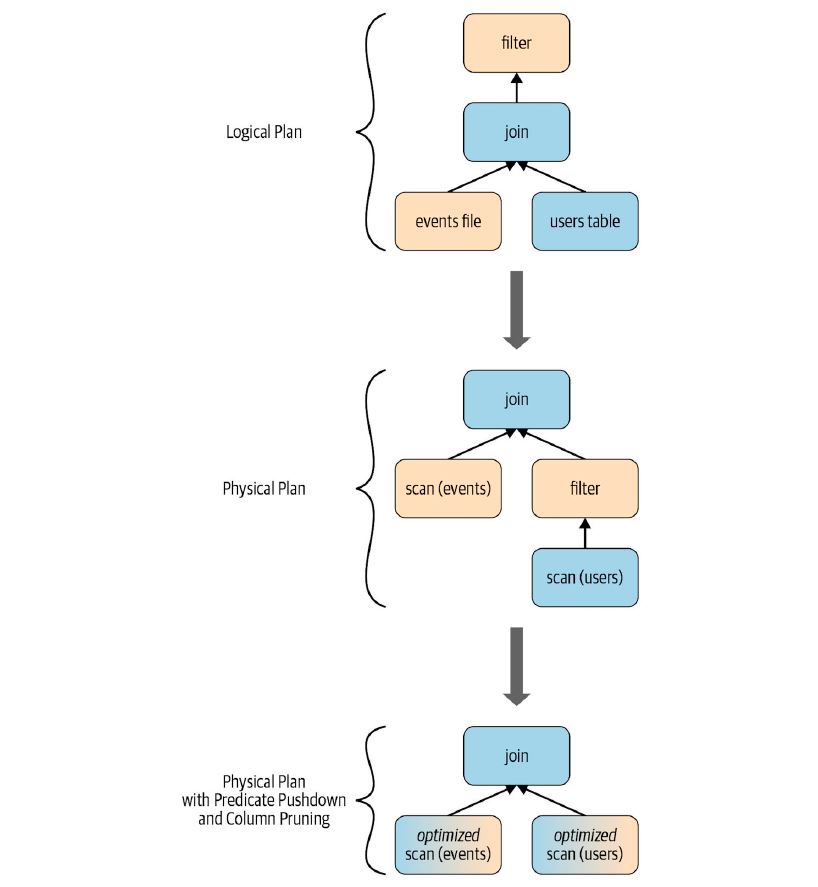 filter
Logical Plan
join
events file
users table
join
Physical Plan
scan (events)
filter
scan (users)
join
Physical Plan
with Predicate Pushdown
and Column Pruning
optimized
scan (events)
optimized
scan (users)